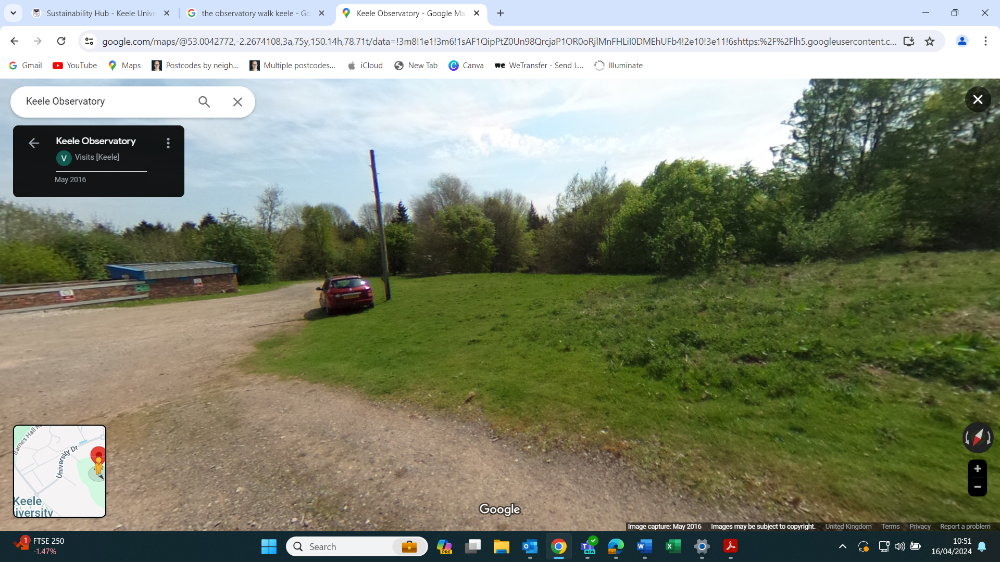 Sustainability Hub - Keele Unive
the observatory walk keele - Go
Keele Observatory - Google Ma
google.com/maps/@53.0042772,-2.2674108,3a,75y,150.14h,78.71t/data=!3m8!1e1!3m6!1sAF1QipPtZ0Un98QrcjaP1OR0oRjlMnFHLiI0DMEhUFb4!2e10!3e11!6shttps:%2F%2Flh5.googleusercontent.c...
Gmail
YouTube
Maps
Postcodes by neigh...
Multiple postcodes...
iCloud
New Tab
Canva
WeTransfer - Send L...
Illuminate
Keele Observatory
Keele Observatory
V Visits [Keele]
May 2016
Barnes Hall
University Dr
Keele
iversity
Google
Image capture: May 2016 Images may be subject to copyright. United Kingdom Terms Privacy Report a problem
1
FTSE 250
-1.47%
Search
PRE
NEW
10:51
16/04/2024